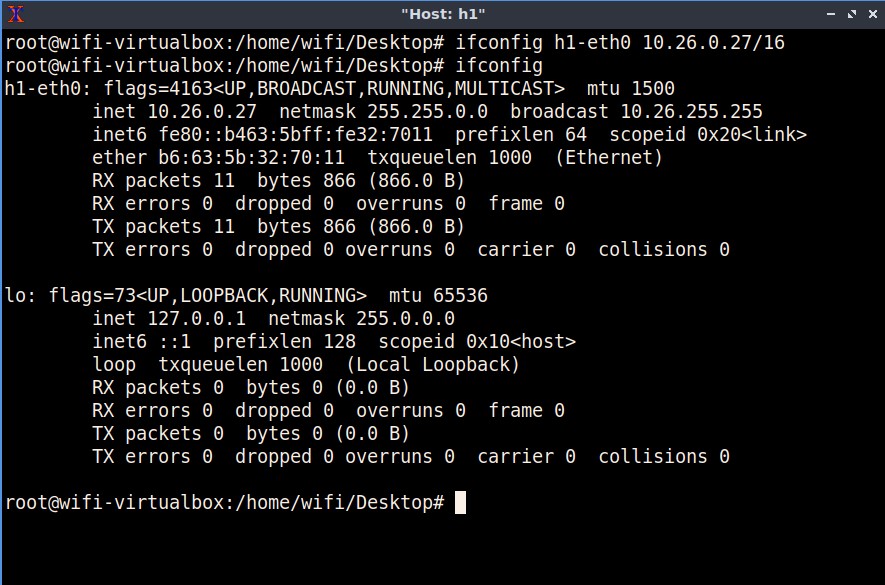 "Host: h1"
root@wifi-virtualbox:/home/wifi/Desktop# ifconfig h1-eth0 10.26.0.27/16
root@wifi-virtualbox:/home/wifi/Desktop# ifconfig
h1-eth0: flags=4163<UP,BROADCAST,RUNNING,MULTICAST>  mtu 1500
        inet 10.26.0.27  netmask 255.255.0.0  broadcast 10.26.255.255
        inet6 fe80::b463:5bff:fe32:7011  prefixlen 64  scopeid 0x20<link>
        ether b6:63:5b:32:70:11  txqueuelen 1000  (Ethernet)
        RX packets 11  bytes 866 (866.0 B)
        RX errors 0  dropped 0  overruns 0  frame 0
        TX packets 11  bytes 866 (866.0 B)
        TX errors 0  dropped 0 overruns 0  carrier 0  collisions 0

lo: flags=73<UP,LOOPBACK,RUNNING>  mtu 65536
        inet 127.0.0.1  netmask 255.0.0.0
        inet6 ::1  prefixlen 128  scopeid 0x10<host>
        loop  txqueuelen 1000  (Local Loopback)
        RX packets 0  bytes 0 (0.0 B)
        RX errors 0  dropped 0  overruns 0  frame 0
        TX packets 0  bytes 0 (0.0 B)
        TX errors 0  dropped 0 overruns 0  carrier 0  collisions 0

root@wifi-virtualbox:/home/wifi/Desktop#